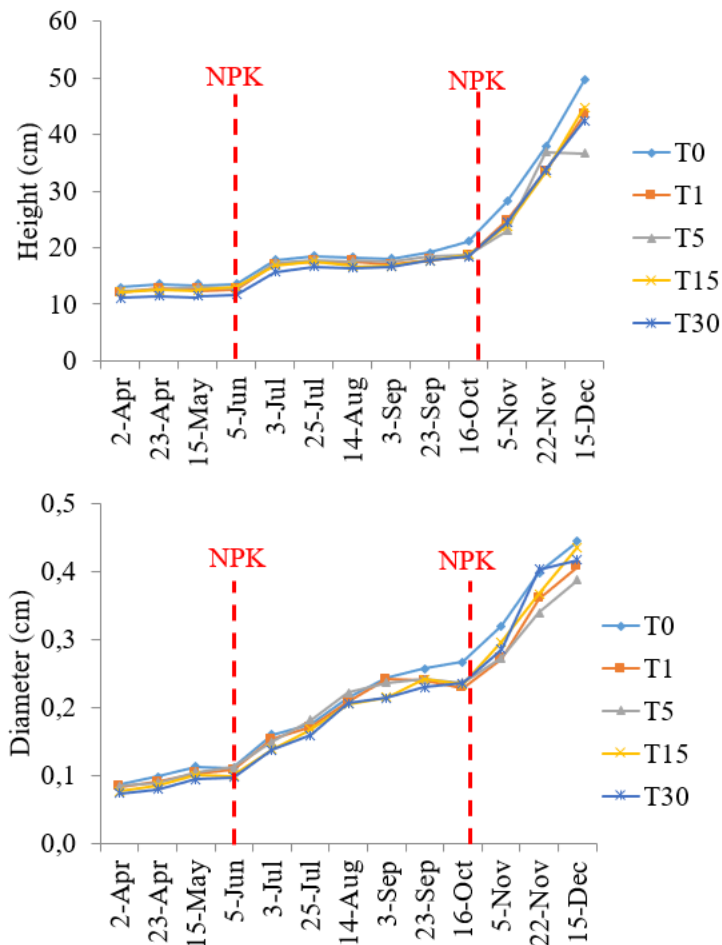 60
50
40
30
20
10
0
Height (cm)
NPK
NPK
2-Apr
23-Apr
15-May
5-Jun
3-Jul
25-Jul
14-Aug
3-Sep
23-Sep
16-Oct
5-Nov
22-Nov
15-Dec
T0
T1
T5
T15
T30
0,5
0,4
0,3
0,2
0,1
0,0
Diameter (cm)
NPK
NPK
2-Apr
23-Apr
15-May
5-Jun
3-Jul
25-Jul
14-Aug
3-Sep
23-Sep
16-Oct
5-Nov
22-Nov
15-Dec
T0
T1
T5
T15
T30